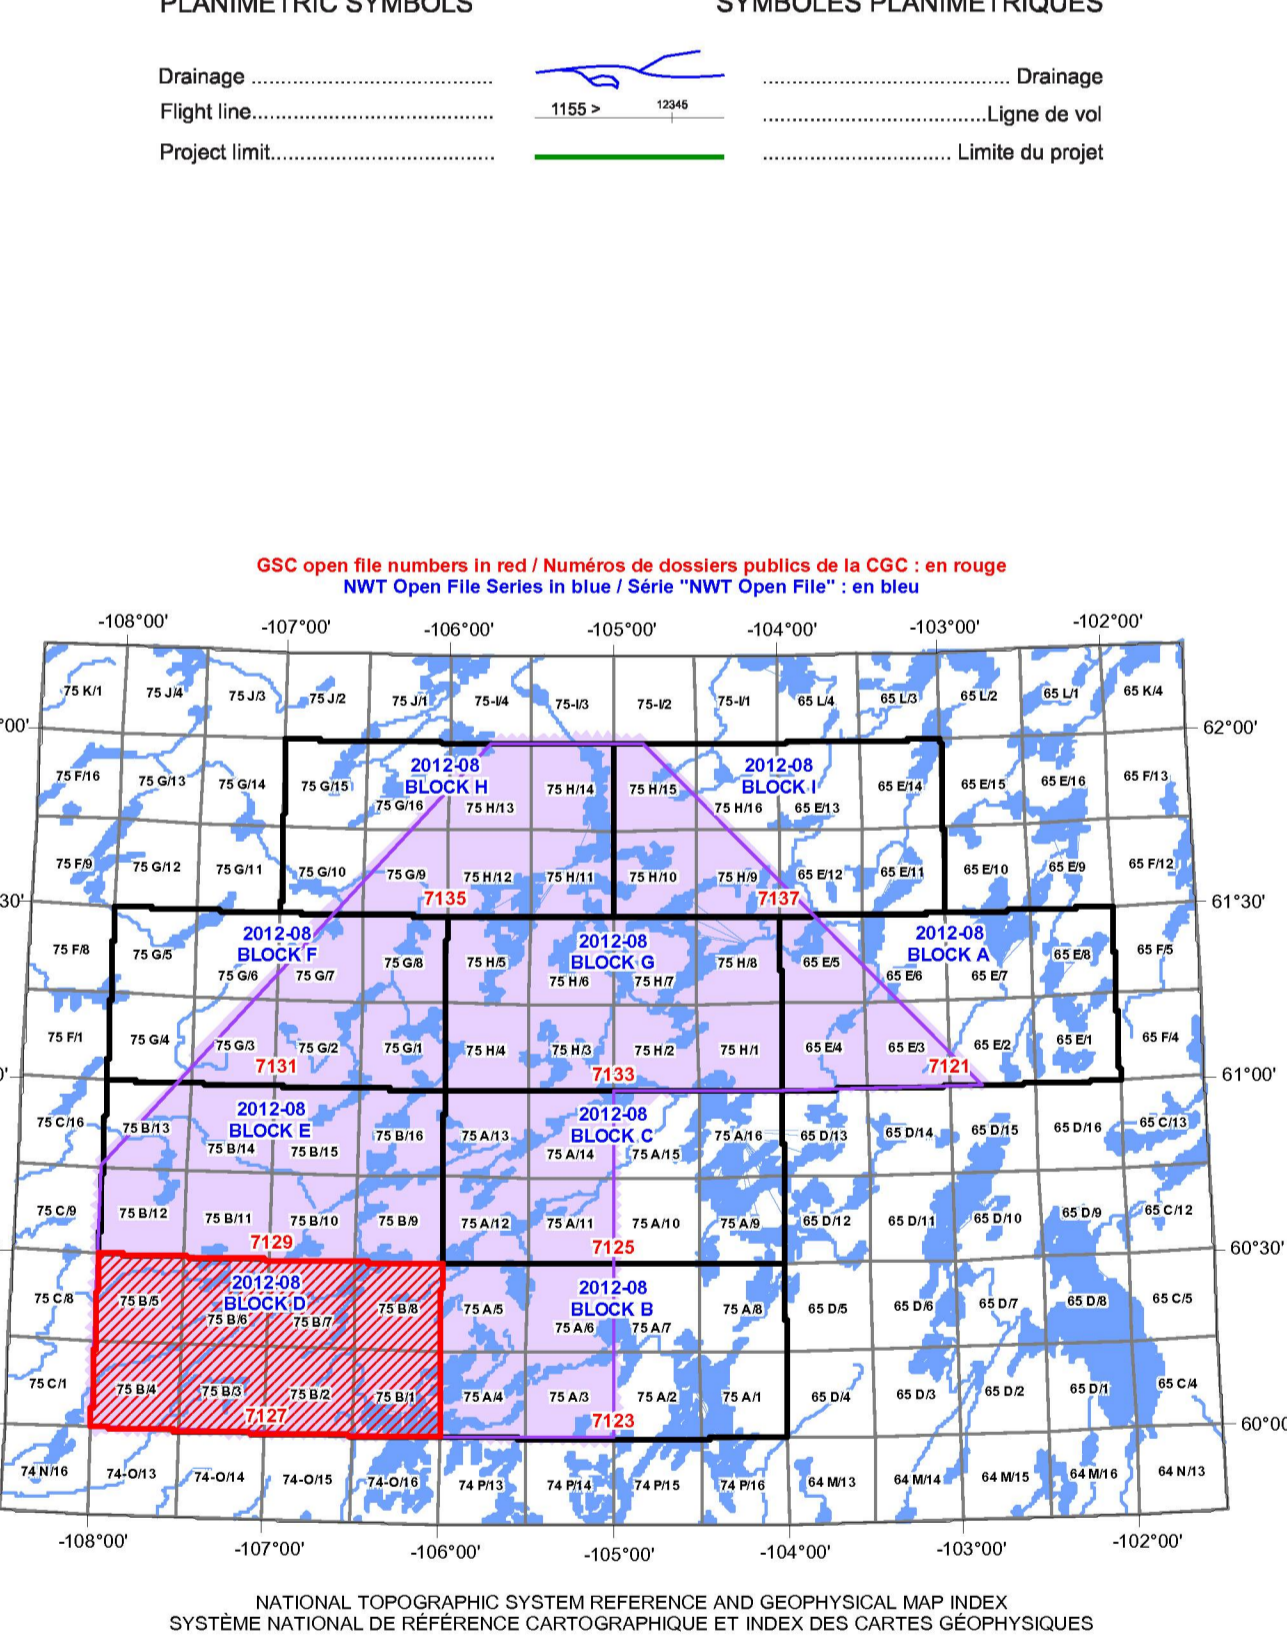 PLANIMETRIC SYMBOLS SYMBOLES PLANIMÉTRIQUES
Drainage ......................................... ......................................... Drainage
Flight line......................................... 1155 > 12345 ......................................Ligne de vol
Project limit...................................... ................................ Limite du projet
GSC open file numbers in red / Numéros de dossiers publics de la CGC : en rouge
NWT Open File Series in blue / Série "NWT Open File" : en bleu
-108°00' -107°00' -106°00' -105°00' -104°00' -103°00' -102°00'
75 K/1 75 J/4 75 J/3 75 J/2 75 J/1 75-I/4 75-I/3 75-I/2 75-I/1 65 L/4 65 L/3 65 L/2 65 L/1 65 K/4
°00' 62°00'
2012-08 2012-08
BLOCK H BLOCK I
75 F/16 75 G/13 75 G/14 75 G/15 75 G/16 75 H/13 75 H/14 75 H/15 75 H/16 65 E/13 65 E/14 65 E/15 65 E/16 65 F/13
75 F/9 75 G/12 75 G/11 75 G/10 75 G/9 75 H/12 75 H/11 75 H/10 75 H/9 65 E/12 65 E/11 65 E/10 65 E/9 65 F/12
30' 7135 7137 61°30'
2012-08 2012-08 2012-08
BLOCK F BLOCK G BLOCK A
75 F/8 75 G/5 75 G/6 75 G/7 75 G/8 75 H/5 75 H/6 75 H/7 75 H/8 65 E/5 65 E/6 65 E/7 65 E/8 65 F/5
75 F/1 75 G/4 75 G/3 75 G/2 75 G/1 75 H/4 75 H/3 75 H/2 75 H/1 65 E/4 65 E/3 65 E/2 65 E/1 65 F/4
0' 7131 7133 7121 61°00'
2012-08 2012-08
BLOCK E BLOCK C
75 C/16 75 B/13 75 B/14 75 B/15 75 B/16 75 A/13 75 A/14 75 A/15 75 A/16 65 D/13 65 D/14 65 D/15 65 D/16 65 C/13
75 C/9 75 B/12 75 B/11 75 B/10 75 B/9 75 A/12 75 A/11 75 A/10 75 A/9 65 D/12 65 D/11 65 D/10 65 D/9 65 C/12
7129 7125 60°30'
2012-08 2012-08
BLOCK D BLOCK B
75 C/8 75 B/5 75 B/6 75 B/7 75 B/8 75 A/5 75 A/6 75 A/7 75 A/8 65 D/5 65 D/6 65 D/7 65 D/8 65 C/5
75 C/1 75 B/4 75 B/3 75 B/2 75 B/1 75 A/4 75 A/3 75 A/2 75 A/1 65 D/4 65 D/3 65 D/2 65 D/1 65 C/4
7127 7123 60°00
74 N/16 74-O/13 74-O/14 74-O/15 74-O/16 74 P/13 74 P/14 74 P/15 74 P/16 64 M/13 64 M/14 64 M/15 64 M/16 64 N/13
-108°00' -107°00' -106°00' -105°00' -104°00' -103°00' -102°00'
NATIONAL TOPOGRAPHIC SYSTEM REFERENCE AND GEOPHYSICAL MAP INDEX
SYSTÈME NATIONAL DE RÉFÉRENCE CARTOGRAPHIQUE ET INDEX DES CARTES GÉOPHYSIQUES